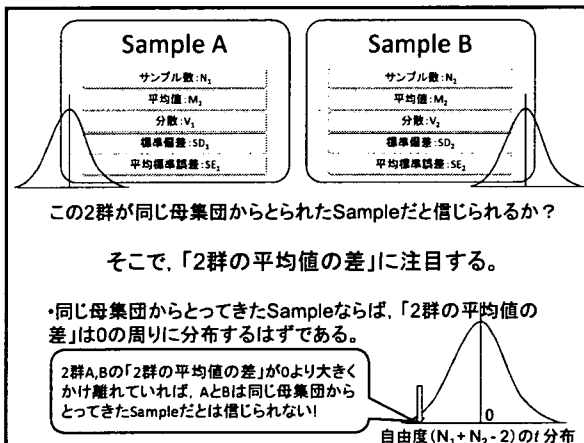 Sample A
サンプル数:N₁
平均値:M₁
分散:V₁
標準偏差:SD₁
平均標準誤差:SE₁
Sample B
サンプル数:N₁
平均値:M₂
分散:V₂
標準偏差:SD₂
平均標準誤差:SE₂
この2群が同じ母集団からとられたSampleだと信じられるか？
そこで,「2群の平均値の差」に注目する。
•同じ母集団からとってきたSampleならば,「2群の平均値の
差」は0の周りに分布するはずである。
2群A,Bの「2群の平均値の差」が0より大きく
かけ離れていれば, AとBは同じ母集団から
とってきたSampleだとは信じられない!
0
自由度(N₁+N₂-2)のt分布